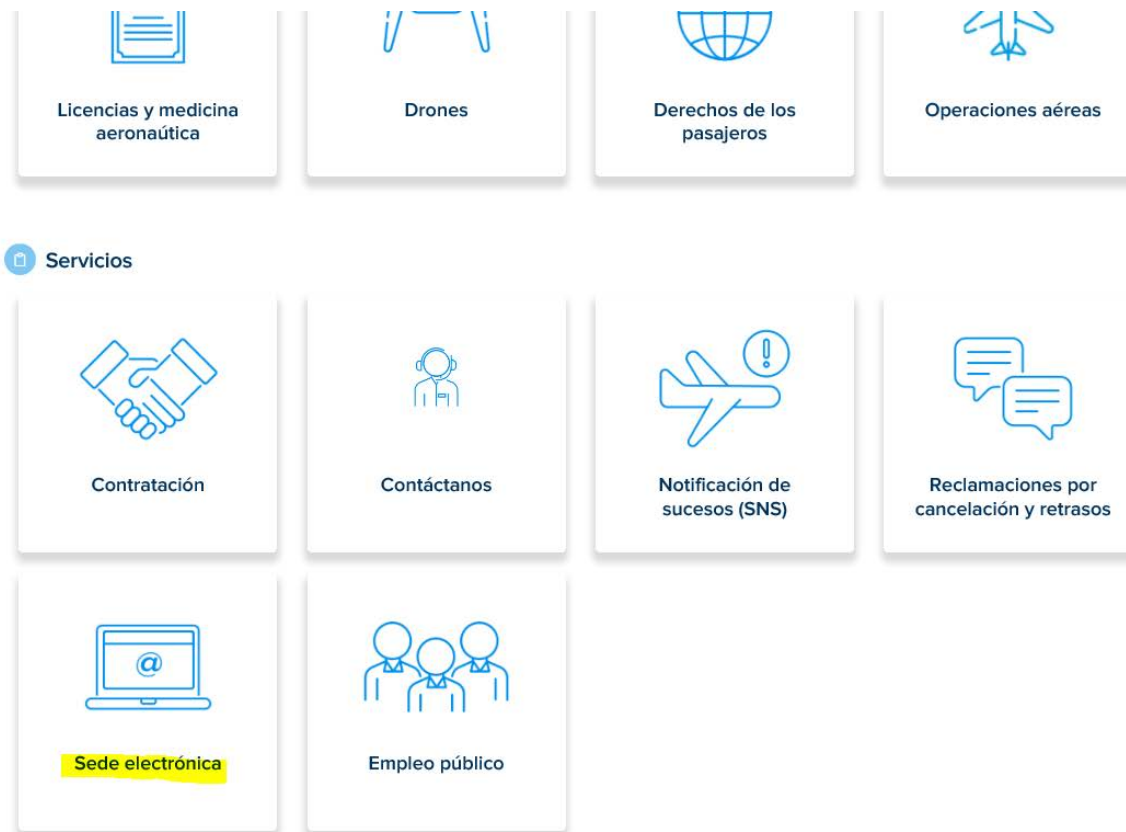 Licencias y medicina
aeronaútica
Drones
Derechos de los
pasajeros
Operaciones aéreas
Servicios
Contratación
Contáctanos
Notificación de
sucesos (SNS)
Reclamaciones por
cancelación y retrasos
@
Sede electrónica
Empleo público